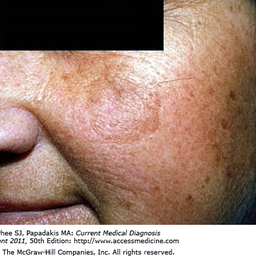 hee SJ, Papadakis MA: Current Medical Diagnosis
nt 2011, 50th Edition: http://www.accessmedicine.com
The McGraw-Hill Companies, Inc. All rights reserved.